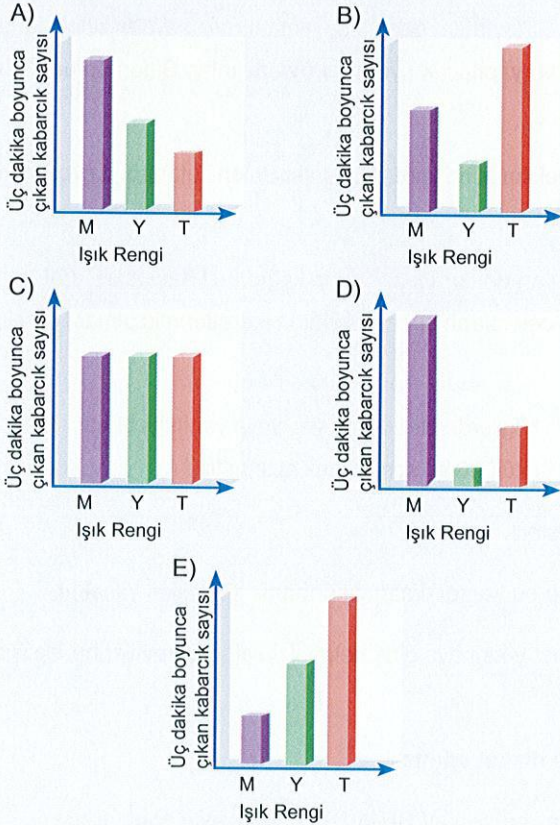 A)
Üç dakika boyunca
çıkan kabarcık sayısı
M Y T
Işık Rengi
B)
Üç dakika boyunca
çıkan kabarcık sayısı
M Y T
Işık Rengi
C)
Üç dakika boyunca
çıkan kabarcık sayısı
M Y T
Işık Rengi
D)
Üç dakika boyunca
çıkan kabarcık sayısı
M Y T
Işık Rengi
E)
Üç dakika boyunca
çıkan kabarcık sayısı
M Y T
Işık Rengi